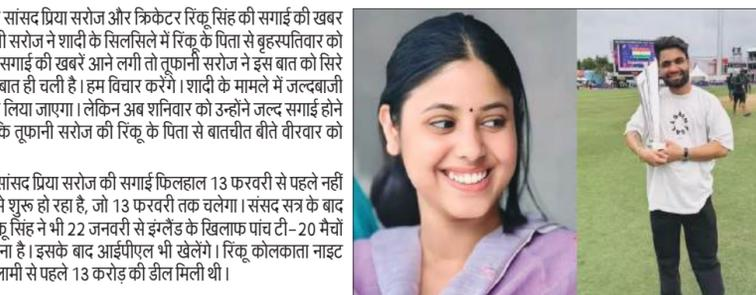 सांसद प्रिया सरोज और क्रिकेटर रिंकू सिंह की सगाई की खबर
नी सरोज ने शादी के सिलसिले में रिंकू के पिता से बृहस्पतिवार को
सगाई की खबरें आने लगी तो तूफानी सरोज ने इस बात को सिरे
बात ही चली है। हम विचार करेंगे। शादी के मामले में जल्दबाजी
लिया जाएगा। लेकिन अब शनिवार को उन्होंने जल्द सगाई होने
कि तूफानी सरोज की रिंकू के पिता से बातचीत बीते वीरवार को
सांसद प्रिया सरोज की सगाई फिलहाल 13 फरवरी से पहले नहीं
से शुरू हो रहा है, जो 13 फरवरी तक चलेगा। संसद सत्र के बाद
कू सिंह ने भी 22 जनवरी से इंग्लैंड के खिलाफ पांच टी–20 मैचों
ना है। इसके बाद आईपीएल भी खेलेंगे। रिंकू कोलकाता नाइट
लामी से पहले 13 करोड़ की डील मिली थी।